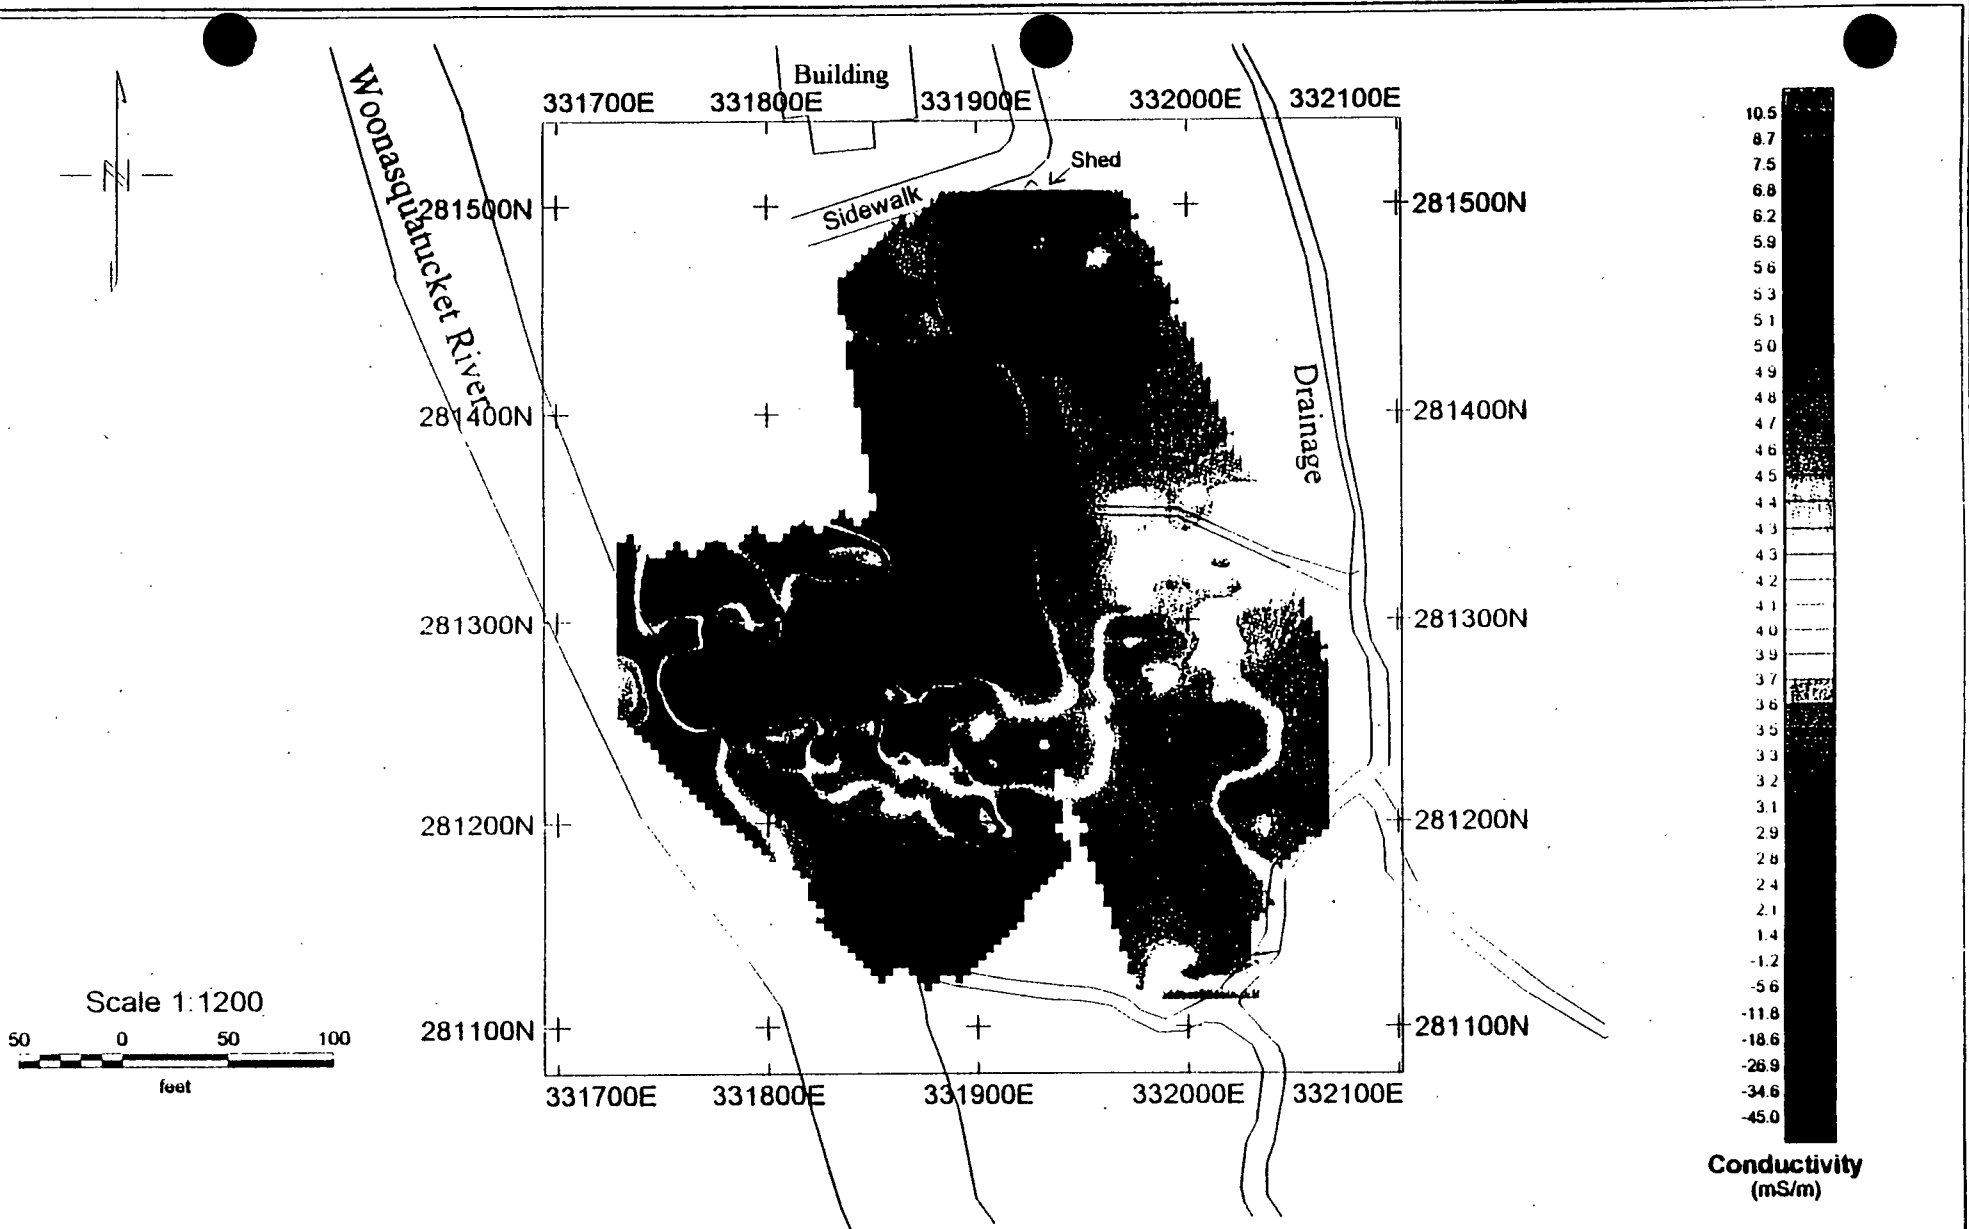 Building
331700E 331800E 331900E 332000E 332100E
Woonasquatucket River
N
Shed
Sidewalk
281500N 281500N
281400N 281400N
Drainage
281300N 281300N
281200N 281200N
281100N 281100N
331700E 331800E 331900E 332000E 332100E
Scale 1:1200
50 0 50 100
feet
10.5
8.7
7.5
6.8
6.2
5.9
5.6
5.3
5.1
5.0
4.9
4.8
4.7
4.6
4.5
4.4
4.3
4.3
4.2
4.1
4.0
3.9
3.7
3.6
3.5
3.3
3.2
3.1
2.9
2.8
2.4
2.1
1.4
-1.2
-5.6
-11.8
-18.6
-26.9
-34.6
-45.0
Conductivity
(mS/m)